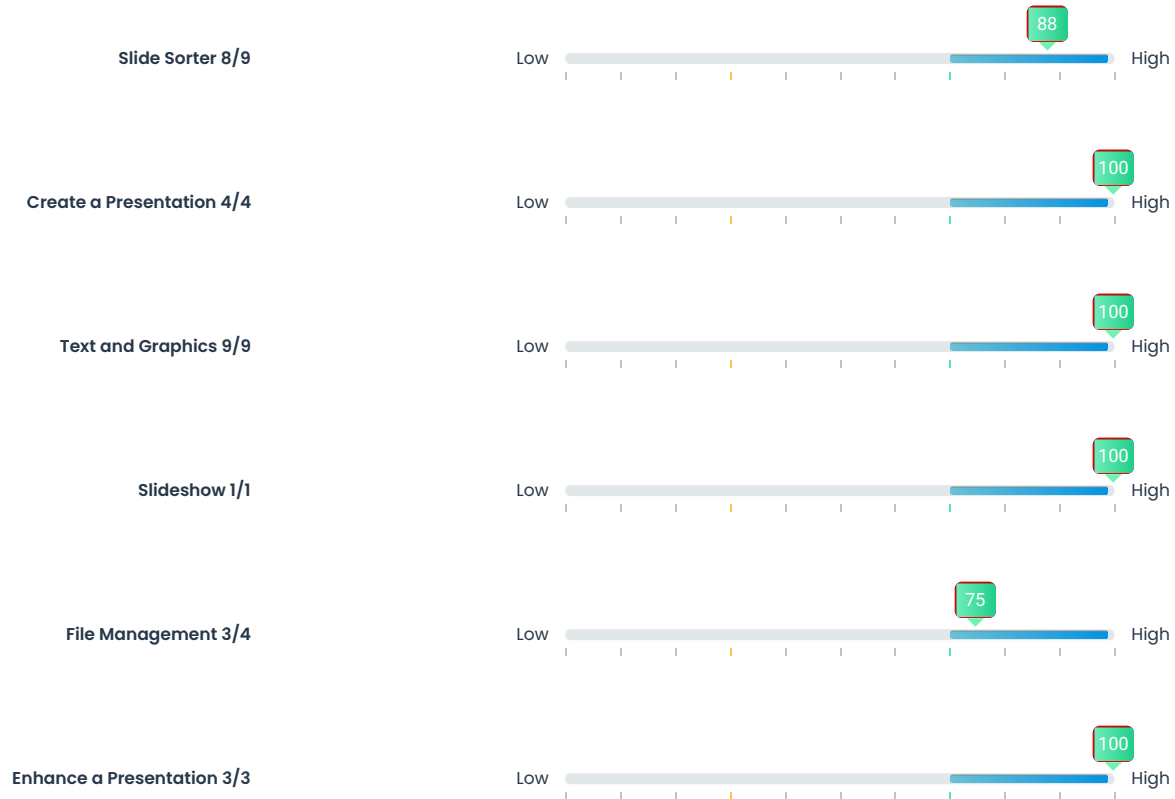 88
Slide Sorter 8/9 Low High
100
Create a Presentation 4/4 Low High
100
Text and Graphics 9/9 Low High
100
Slideshow 1/1 Low High
75
File Management 3/4 Low High
100
Enhance a Presentation 3/3 Low High